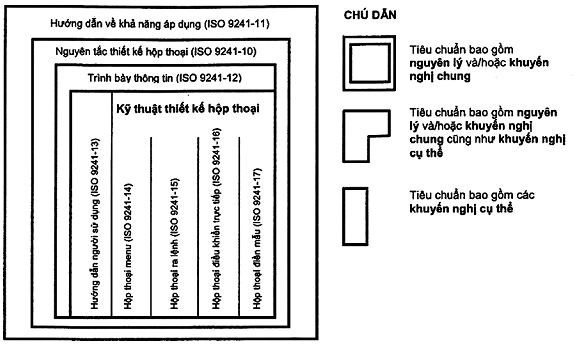 Hướng dẫn về khả năng áp dụng (ISO 9241-11)
Nguyên tắc thiết kế hộp thoại (ISO 9241-10)
Trình bày thông tin (ISO 9241-12)
Kỹ thuật thiết kế hộp thoại
Hướng dẫn người sử dụng (ISO 9241-13)
Hộp thoại menu (ISO 9241-14)
Hộp thoại ra lệnh (ISO 9241-15)
Hộp thoại điều khiển trực tiếp (ISO 9241-16)
Hộp thoại điền mẫu (ISO 9241-17)
CHÚ DẪN
Tiêu chuẩn bao gồm
nguyên lý và/hoặc khuyến
nghị chung
Tiêu chuẩn bao gồm nguyên
lý và/hoặc khuyến nghị
chung cũng như khuyến nghị
cụ thể
Tiêu chuẩn bao gồm các
khuyến nghị cụ thể